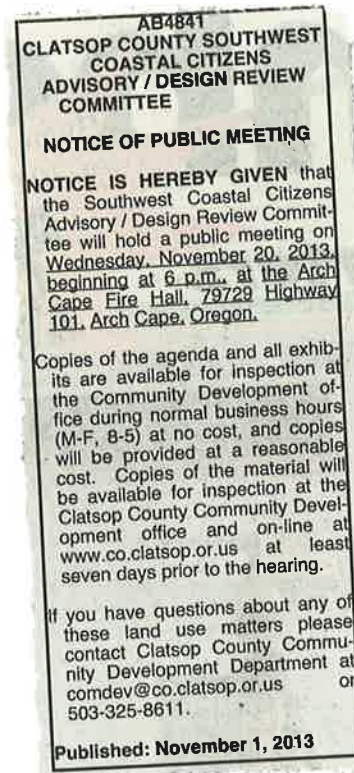 AB4841
CLATSOP COUNTY SOUTHWEST
COASTAL CITIZENS
ADVISORY / DESIGN REVIEW
COMMITTEE
NOTICE OF PUBLIC MEETING
NOTICE IS HEREBY GIVEN that
the Southwest Coastal Citizens
Advisory / Design Review Commit-
tee will hold a public meeting on
Wednesday, November 20, 2013,
beginning at 6 p.m., at the Arch
Cape Fire Hall, 79729 Highway
101, Arch Cape, Oregon.
Copies of the agenda and all exhib-
its are available for inspection at
the Community Development of-
fice during normal business hours
(M-F, 8-5) at no cost, and copies
will be provided at a reasonable
cost. Copies of the material will
be available for inspection at the
Clatsop County Community Devel-
opment office and on-line at
www.co.clatsop.or.us at least
seven days prior to the hearing.
If you have questions about any of
these land use matters please
contact Clatsop County Commu-
nity Development Department at
comdev@co.clatsop.or.us or
503-325-8611.
Published: November 1, 2013